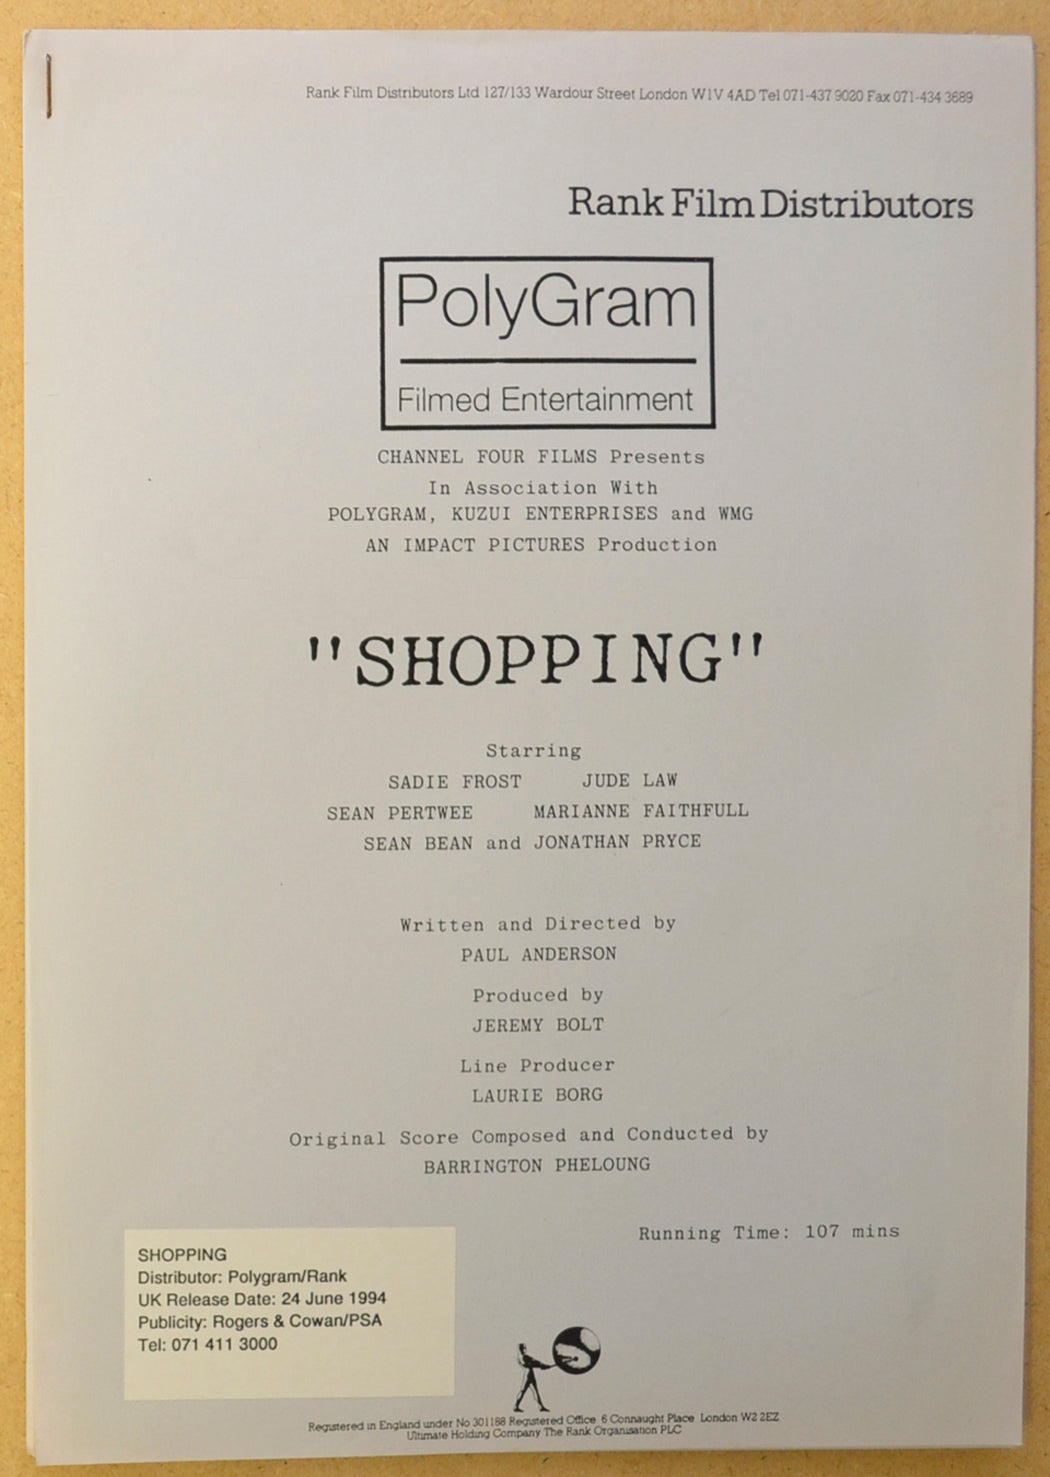 Rank Film Distributors Ltd 127/133 Wardour Street London W1V 4AD Tel 071-437 9020 Fax 071-434 3689
Rank Film Distributors
PolyGram
Filmed Entertainment
CHANNEL FOUR FILMS Presents
In Association With
POLYGRAM, KUZUI ENTERPRISES and WMG
AN IMPACT PICTURES Production
"SHOPPING"
Starring
SADIE FROST JUDE LAW
SEAN PERTWEE MARIANNE FAITHFULL
SEAN BEAN and JONATHAN PRYCE
Written and Directed by
PAUL ANDERSON
Produced by
JEREMY BOLT
Line Producer
LAURIE BORG
Original Score Composed and Conducted by
BARRINGTON PHELOUNG
Running Time: 107 mins
SHOPPING
Distributor: Polygram/Rank
UK Release Date: 24 June 1994
Publicity: Rogers & Cowan/PSA
Tel: 071 411 3000
Registered in England under No 301188 Registered Office 6 Connaught Place London W2 2EZ
Ultimate Holding Company The Rank Organisation PLC